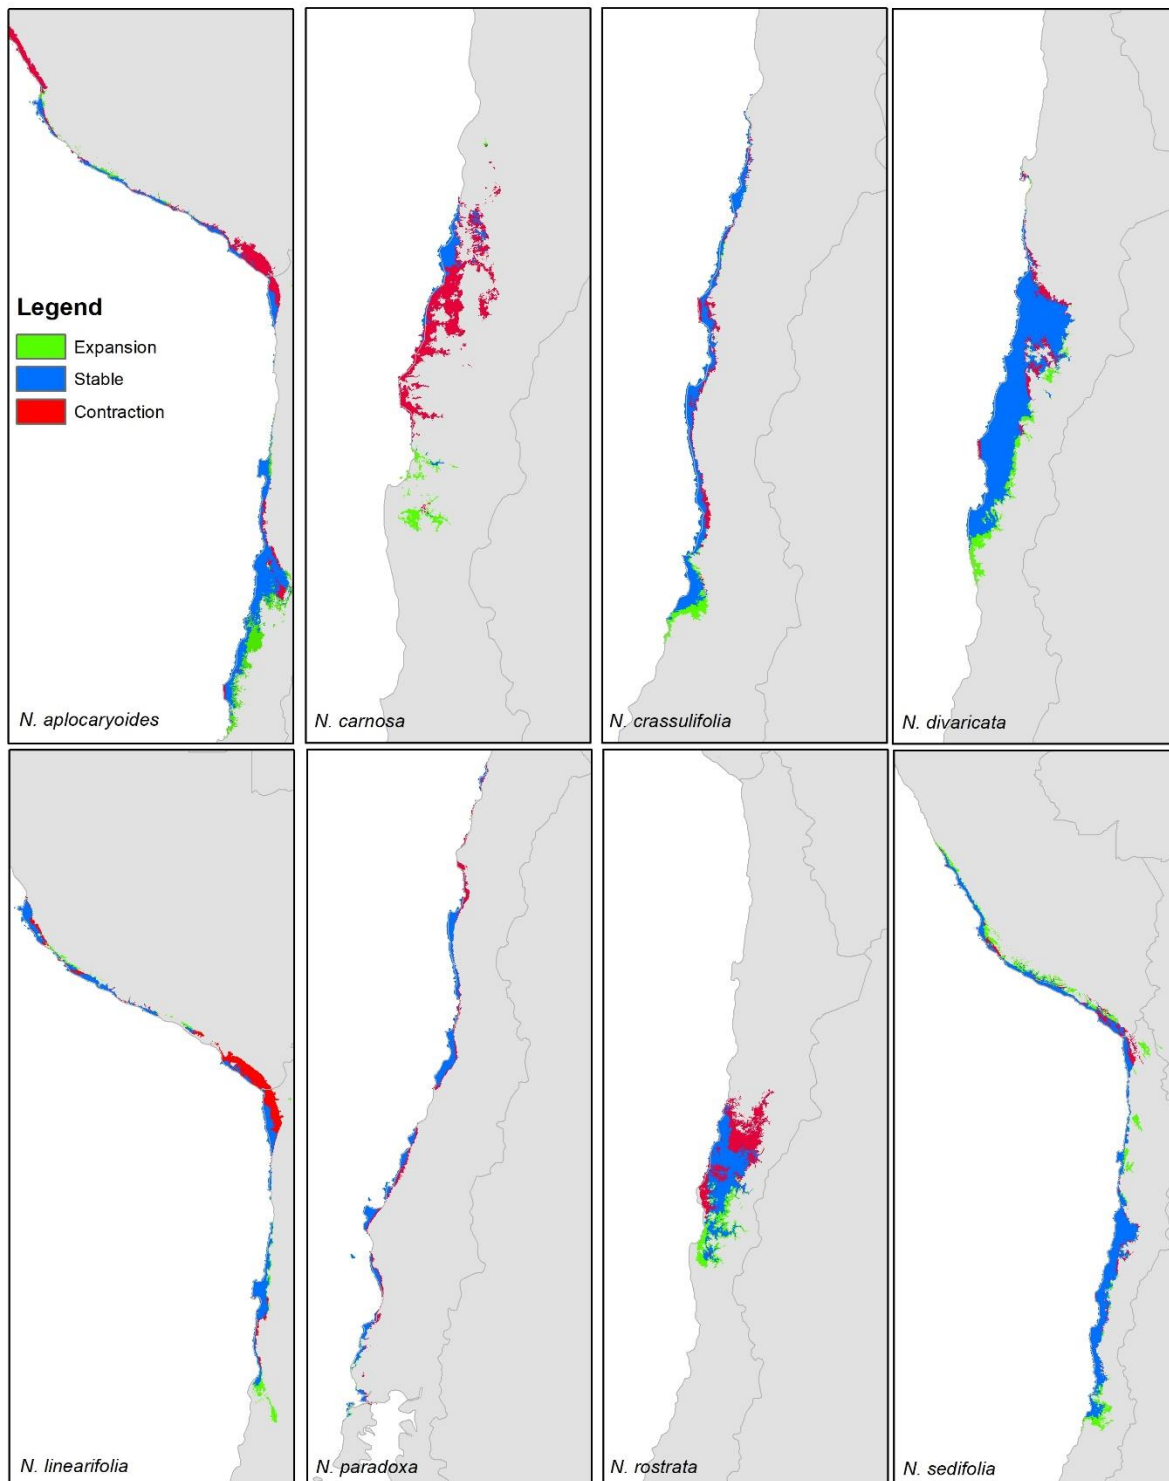 Legend
Expansion
Stable
Contraction
N. aplocaryoides
N. carnosa
N. crassulifolia
N. divaricata
N. linearifolia
N. paradoxa
N. rostrata
N. sedifolia